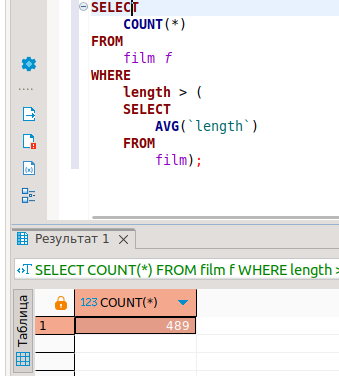 SELECT
COUNT(*)
FROM
film f
WHERE
length > (
SELECT
AVG(`length`)
FROM
film);
Результат 1
SELECT COUNT(*) FROM film f WHERE length >
Таблица
123 COUNT(*)
1 489